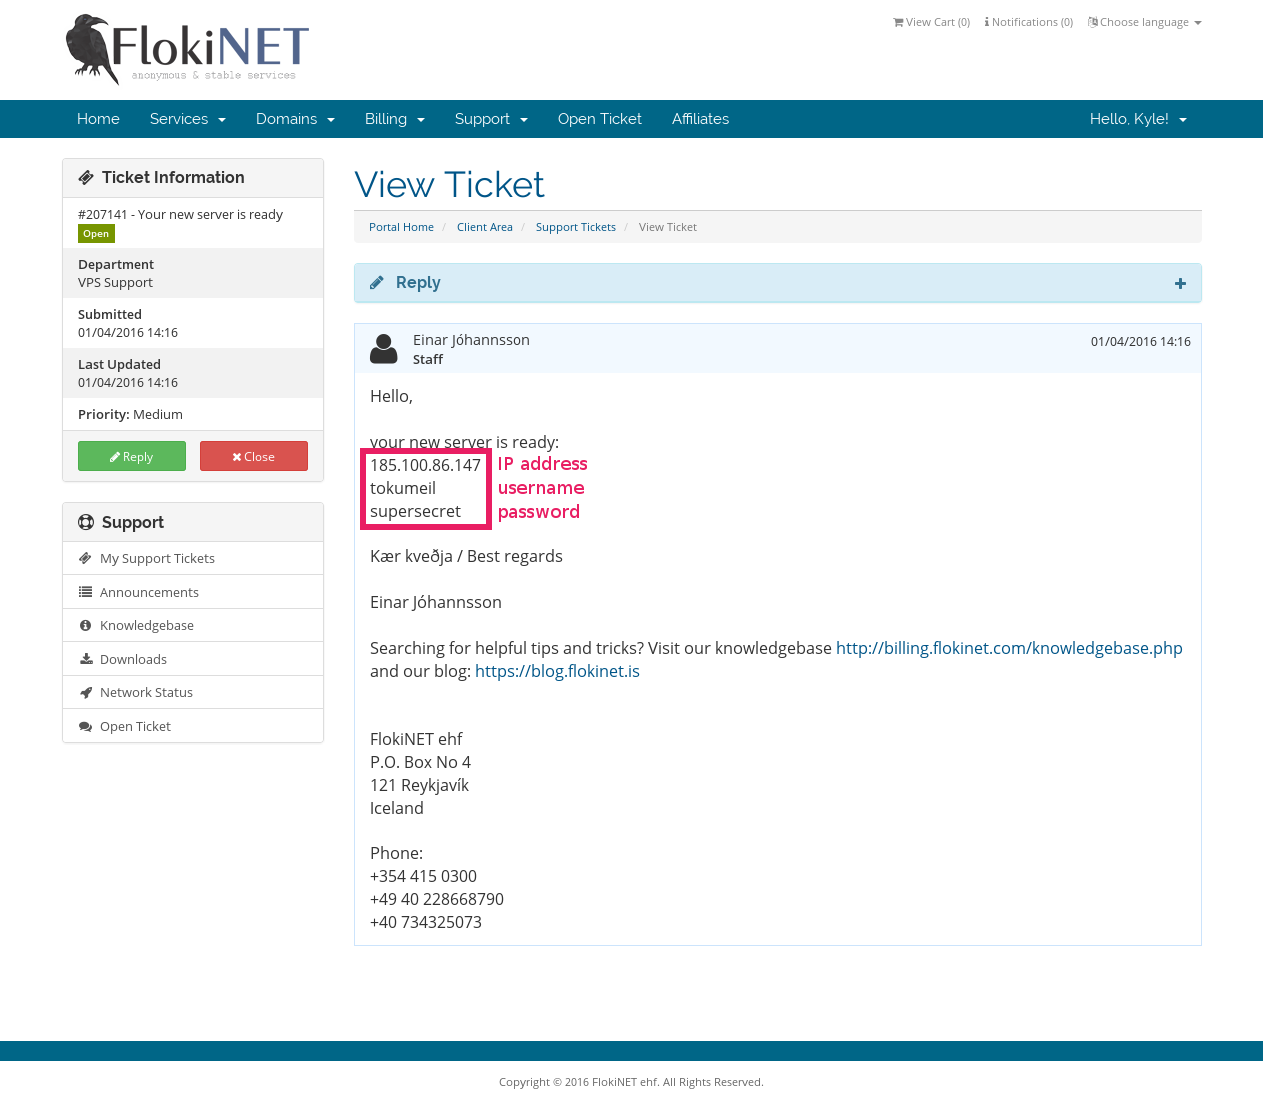 FlokiNET
anonymous & stable services
View Cart (0) Notifications (0) Choose language
Home Services Domains Billing Support Open Ticket Affiliates Hello, Kyle!
Ticket Information
#207141 - Your new server is ready
Open
Department
VPS Support
Submitted
01/04/2016 14:16
Last Updated
01/04/2016 14:16
Priority: Medium
Reply Close
Support
My Support Tickets
Announcements
Knowledgebase
Downloads
Network Status
Open Ticket
View Ticket
Portal Home / Client Area / Support Tickets / View Ticket
Reply
Einar Jóhannsson
Staff
01/04/2016 14:16
Hello,
your new server is ready:
185.100.86.147 IP address
tokumeil username
supersecret password
Kær kveðja / Best regards
Einar Jóhannsson
Searching for helpful tips and tricks? Visit our knowledgebase http://billing.flokinet.com/knowledgebase.php
and our blog: https://blog.flokinet.is
FlokiNET ehf
P.O. Box No 4
121 Reykjavík
Iceland
Phone:
+354 415 0300
+49 40 228668790
+40 734325073
Copyright © 2016 FlokiNET ehf. All Rights Reserved.